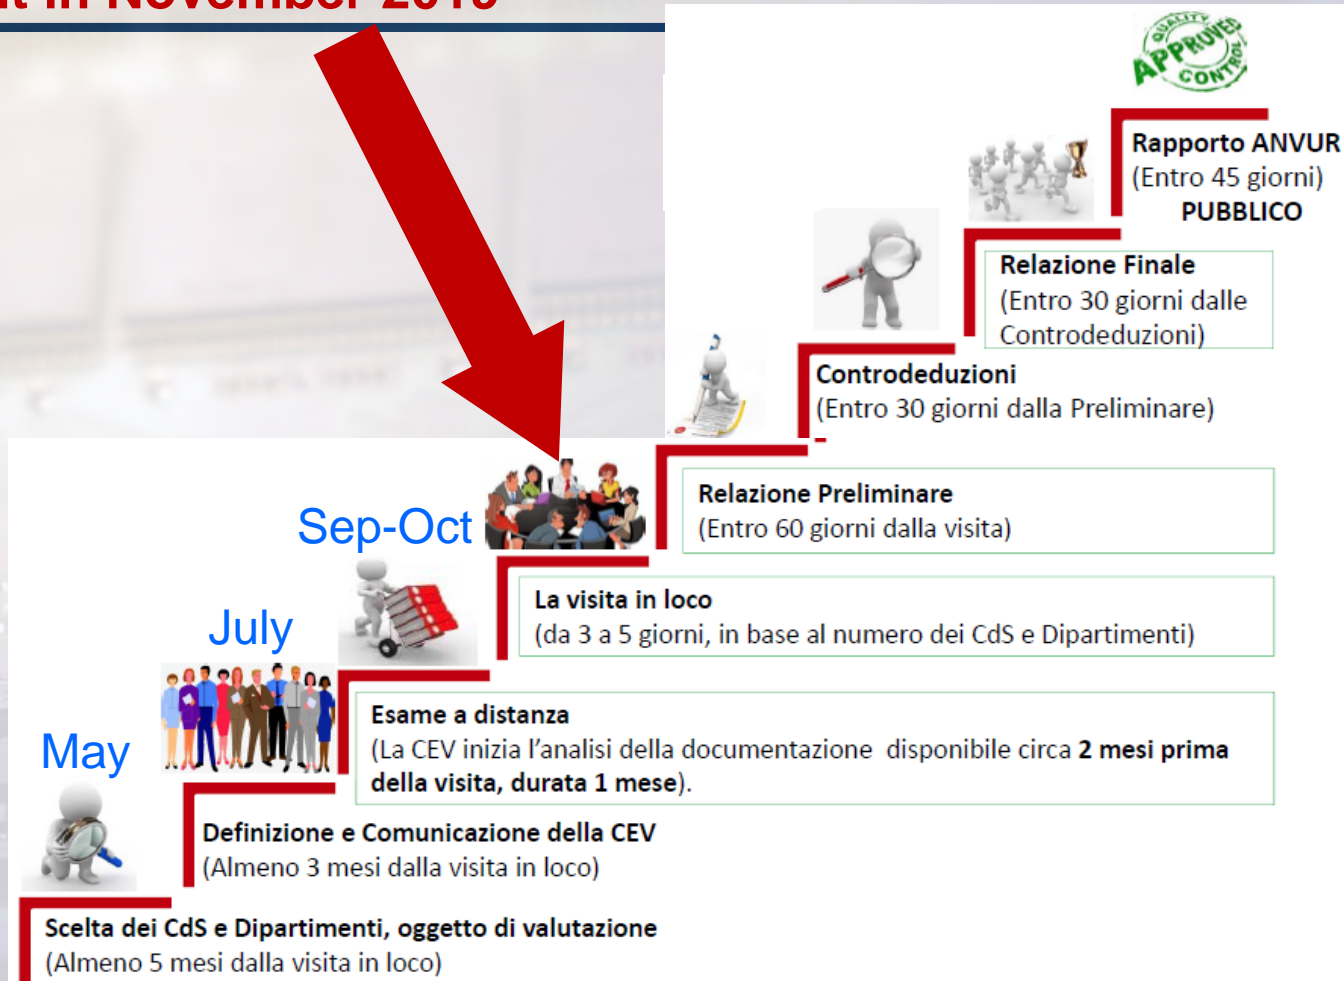 in November 2015
QUALITY
APPROVED
CONTROL
Rapporto ANVUR
(Entro 45 giorni)
PUBBLICO
Relazione Finale
(Entro 30 giorni dalle
Controdeduzioni)
Controdeduzioni
(Entro 30 giorni dalla Preliminare)
Relazione Preliminare
(Entro 60 giorni dalla visita)
Sep-Oct
La visita in loco
(da 3 a 5 giorni, in base al numero dei CdS e Dipartimenti)
July
Esame a distanza
(La CEV inizia l’analisi della documentazione  disponibile circa 2 mesi prima
della visita, durata 1 mese).
May
Definizione e Comunicazione della CEV
(Almeno 3 mesi dalla visita in loco)
Scelta dei CdS e Dipartimenti, oggetto di valutazione
(Almeno 5 mesi dalla visita in loco)